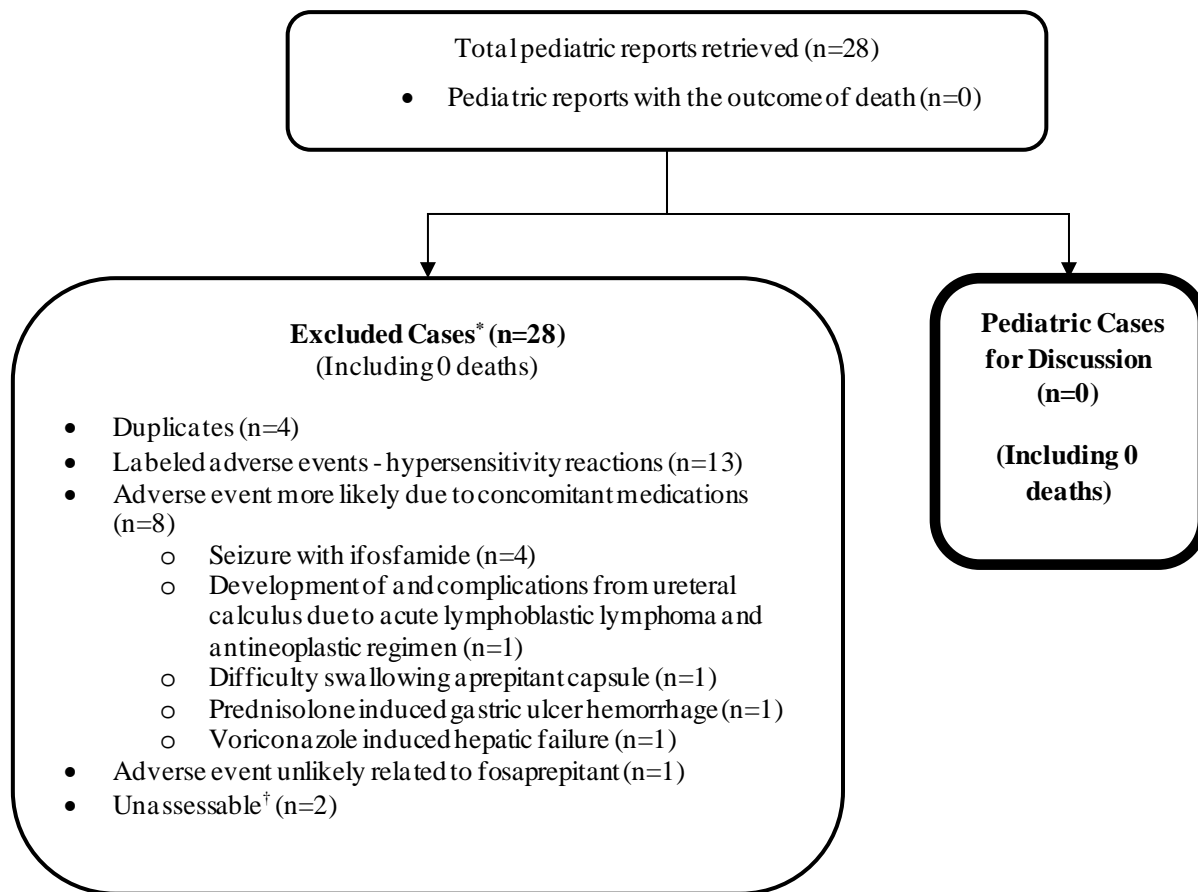 Total pediatric reports retrieved (n=28)
• Pediatric reports with the outcome of death (n=0)
Excluded Cases* (n=28)
(Including 0 deaths)
• Duplicates (n=4)
• Labeled adverse events - hypersensitivity reactions (n=13)
• Adverse event more likely due to concomitant medications
(n=8)
o Seizure with ifosfamide (n=4)
o Development of and complications from ureteral
calculus due to acute lymphoblastic lymphoma and
antineoplastic regimen (n=1)
o Difficulty swallowing aprepitant capsule (n=1)
o Prednisolone induced gastric ulcer hemorrhage (n=1)
o Voriconazole induced hepatic failure (n=1)
• Adverse event unlikely related to fosaprepitant (n=1)
• Unassessable† (n=2)
Pediatric Cases
for Discussion
(n=0)
(Including 0
deaths)